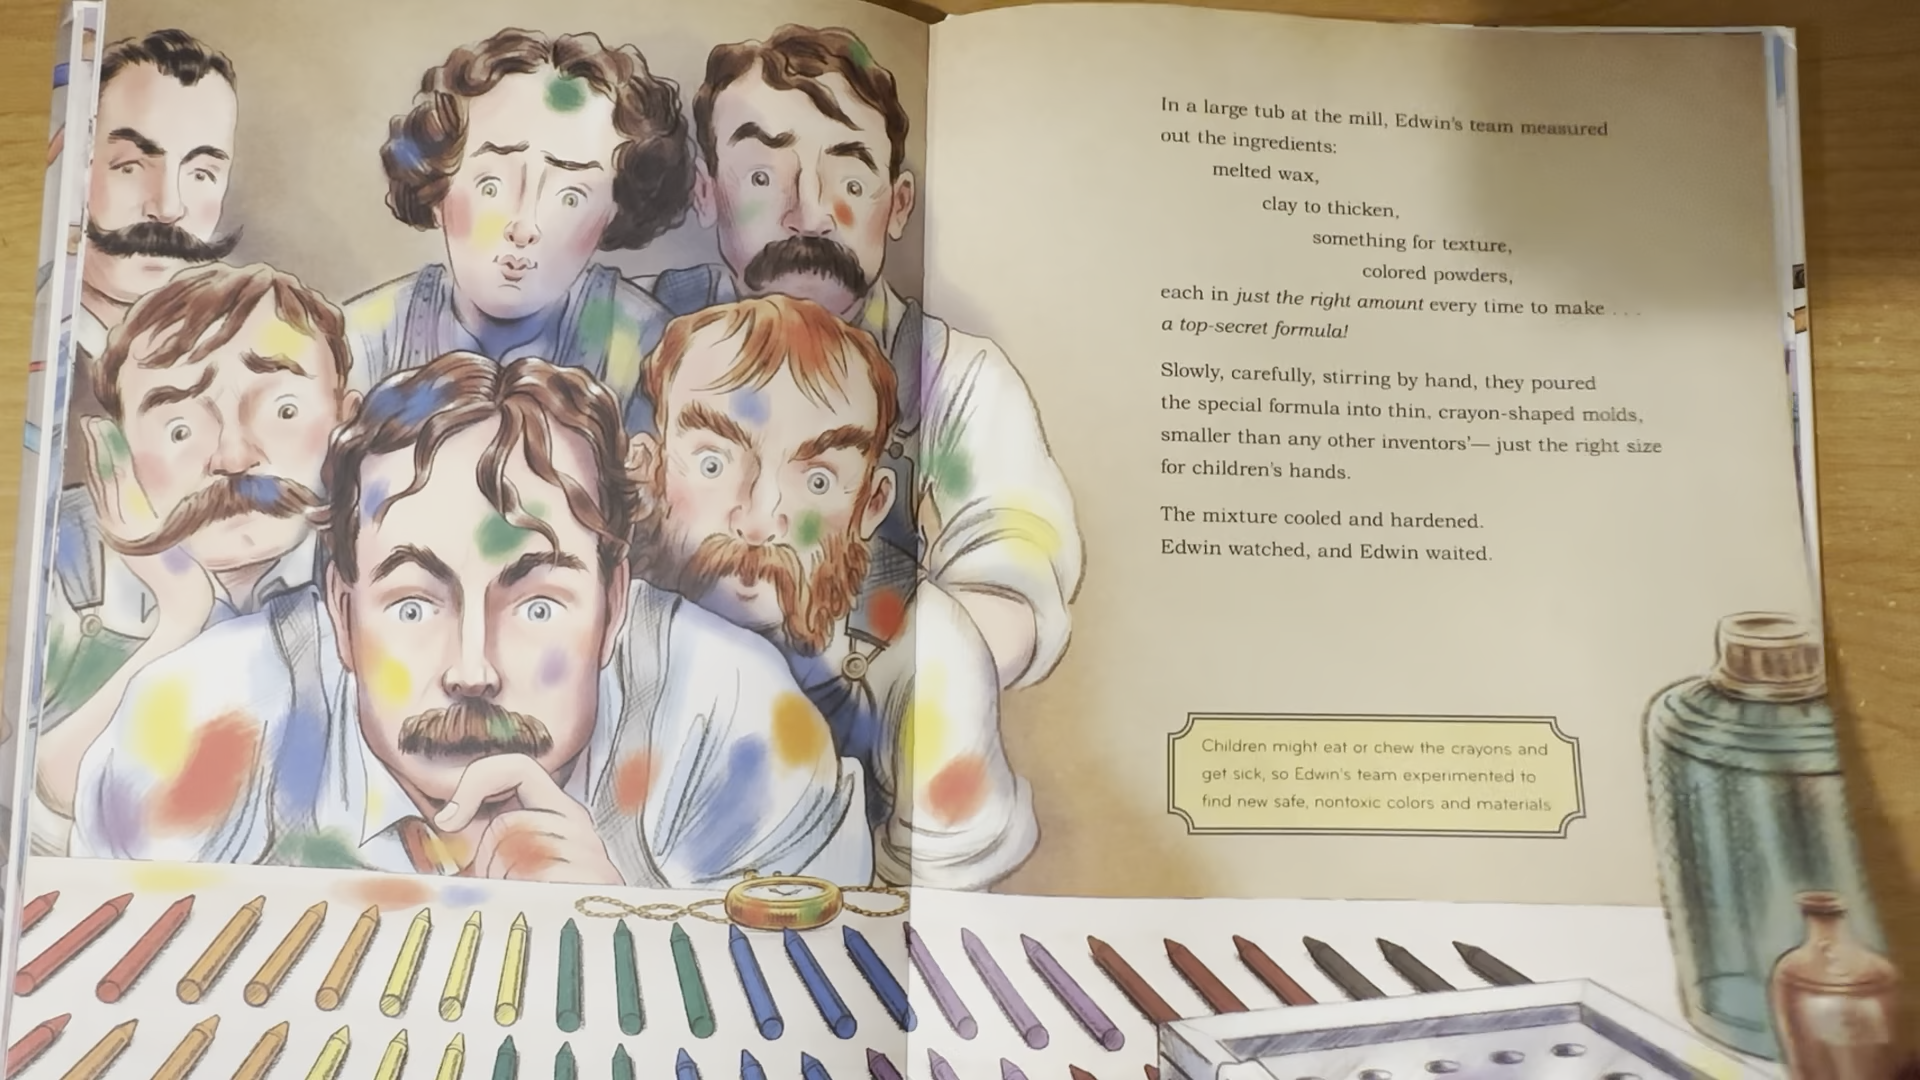 In a large tub at the mill, Edwin's team measured
out the ingredients:
melted wax,
clay to thicken,
something for texture,
colored powders,
each in just the right amount every time to make . . .
a top-secret formula!
Slowly, carefully, stirring by hand, they poured
the special formula into thin, crayon-shaped molds,
smaller than any other inventors'— just the right size
for children's hands.
The mixture cooled and hardened.
Edwin watched, and Edwin waited.
Children might eat or chew the crayons and
get sick, so Edwin's team experimented to
find new safe, nontoxic colors and materials